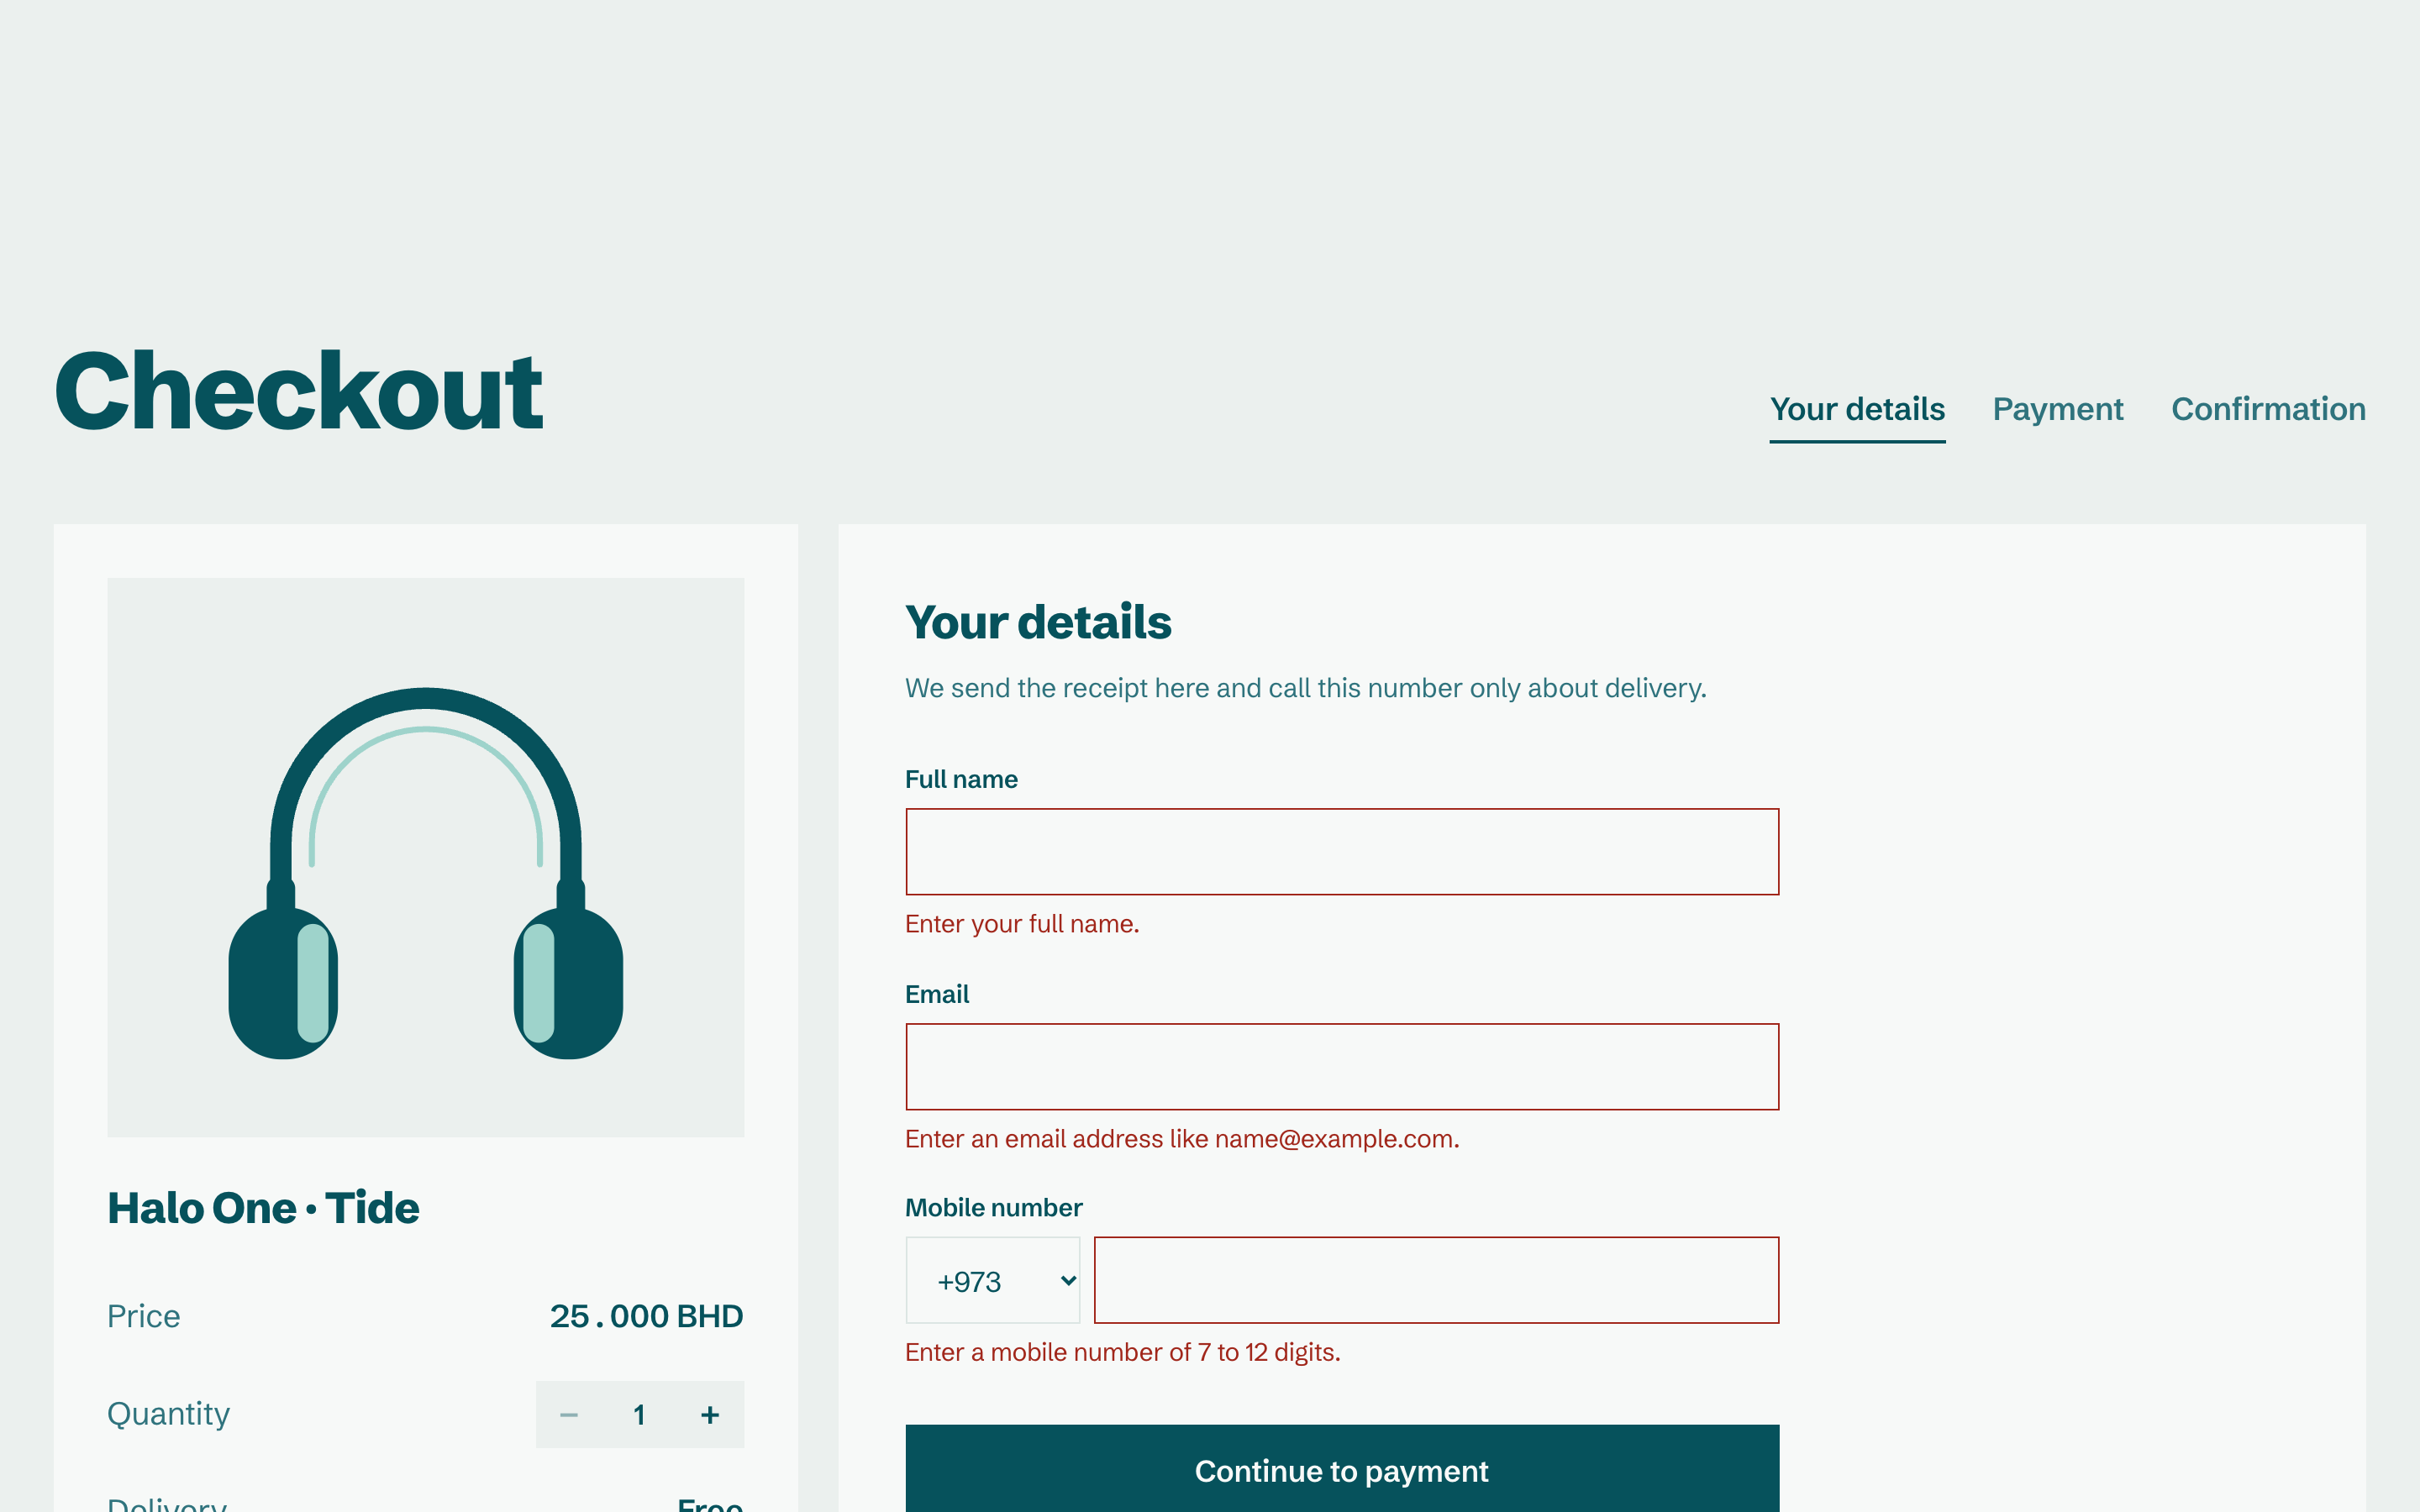 Checkout
Your details Payment Confirmation
Halo One · Tide
Price 25.000 BHD
Quantity − 1 +
Delivery Free
Your details
We send the receipt here and call this number only about delivery.
Full name
Enter your full name.
Email
Enter an email address like name@example.com.
Mobile number
+973
Enter a mobile number of 7 to 12 digits.
Continue to payment